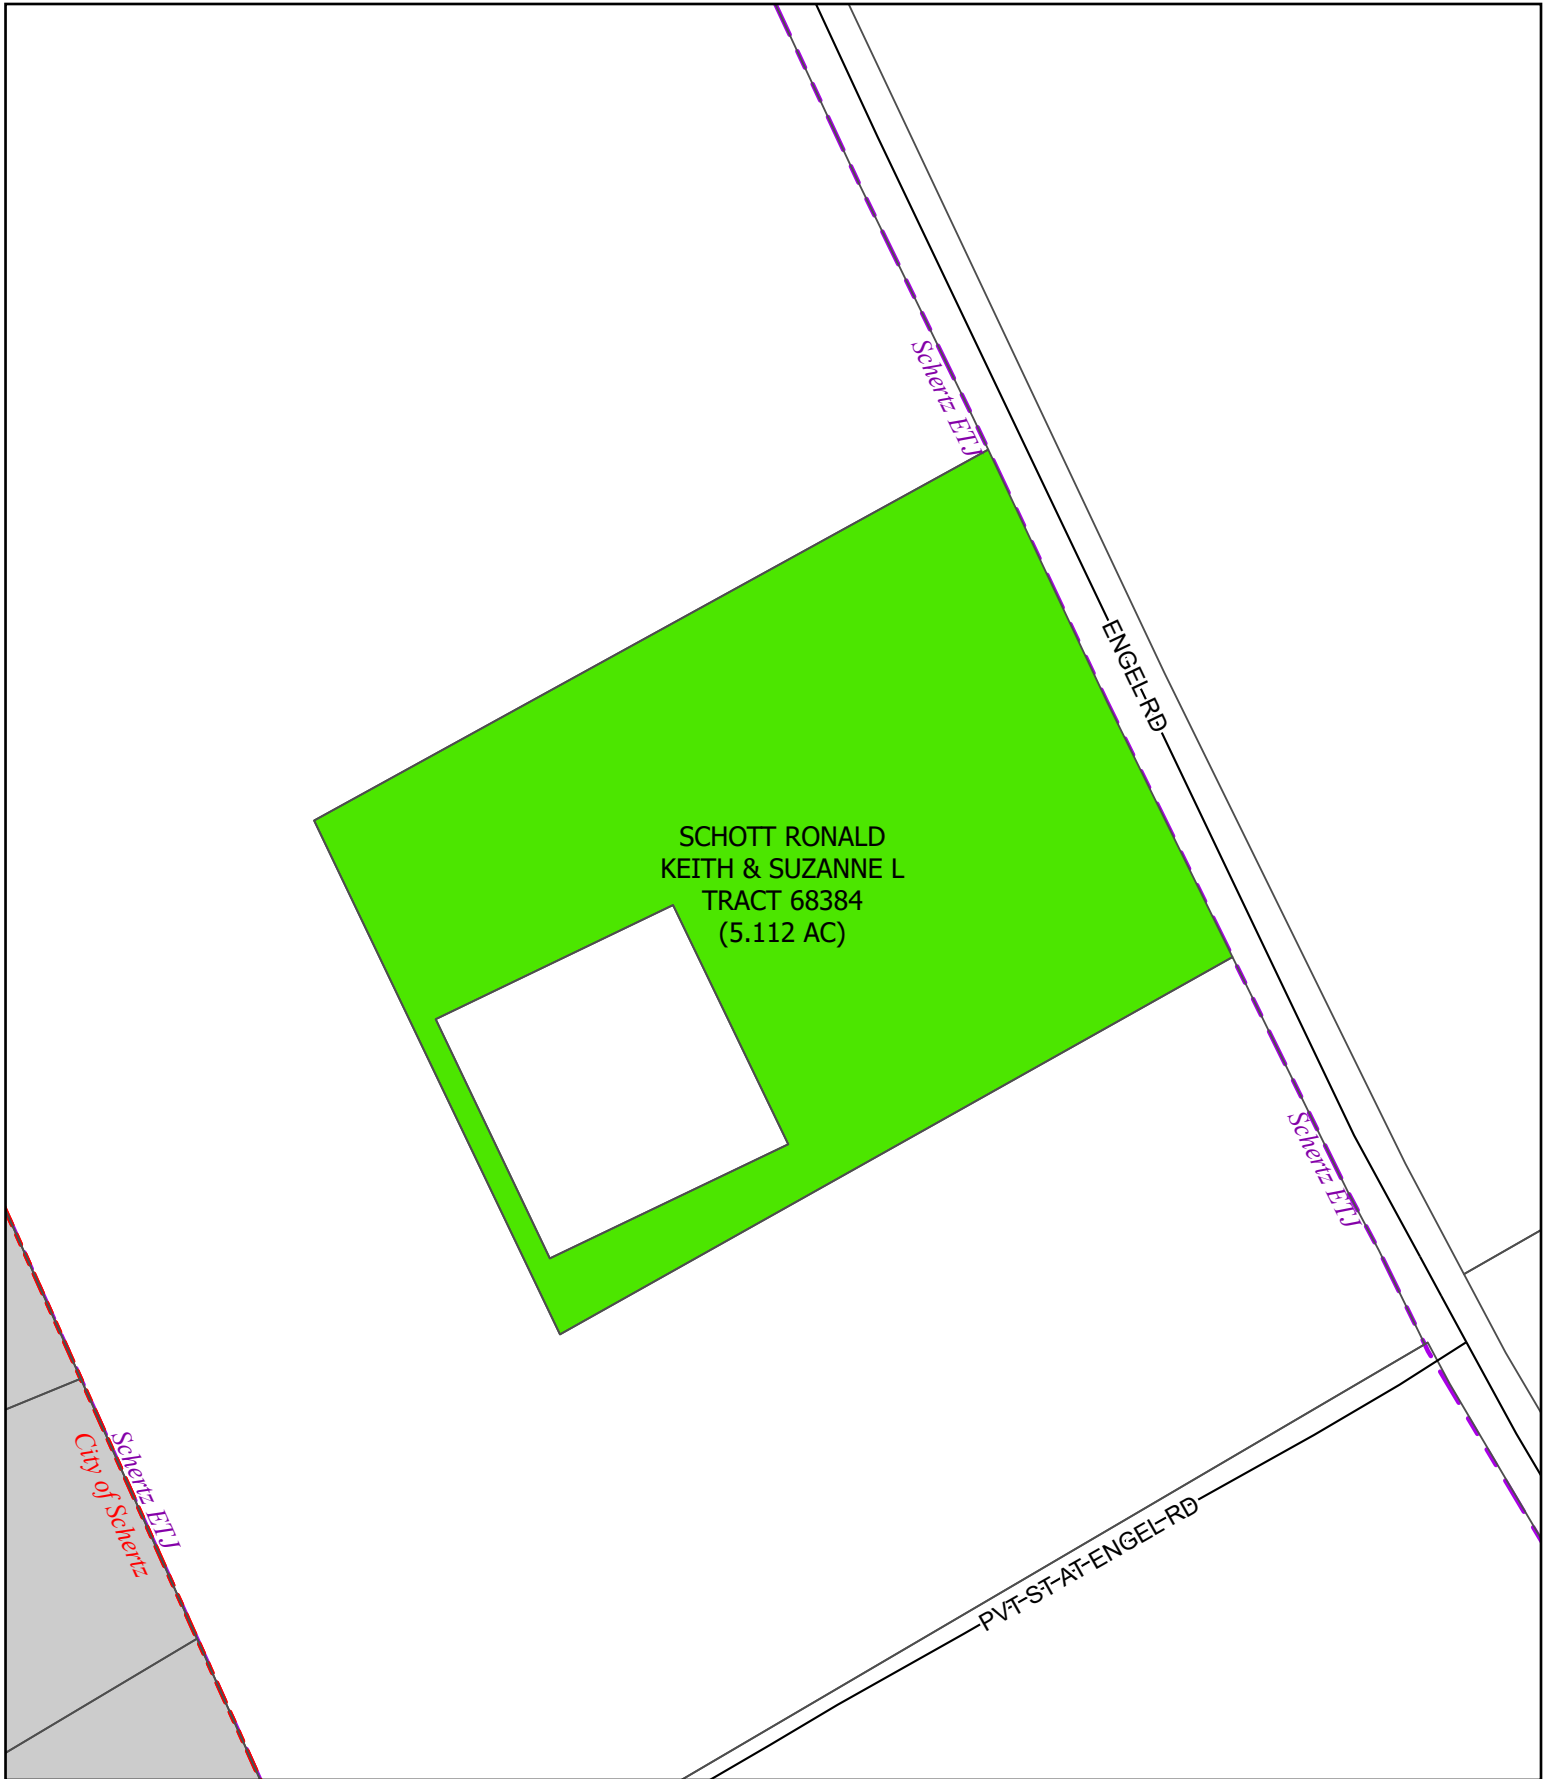 Schertz ETJ
ENGEL RD
SCHOTT RONALD
KEITH & SUZANNE L
TRACT 68384
(5.112 AC)
Schertz ETJ
Schertz ETJ
City of Schertz
PVT-ST-AT-ENGEL-RD